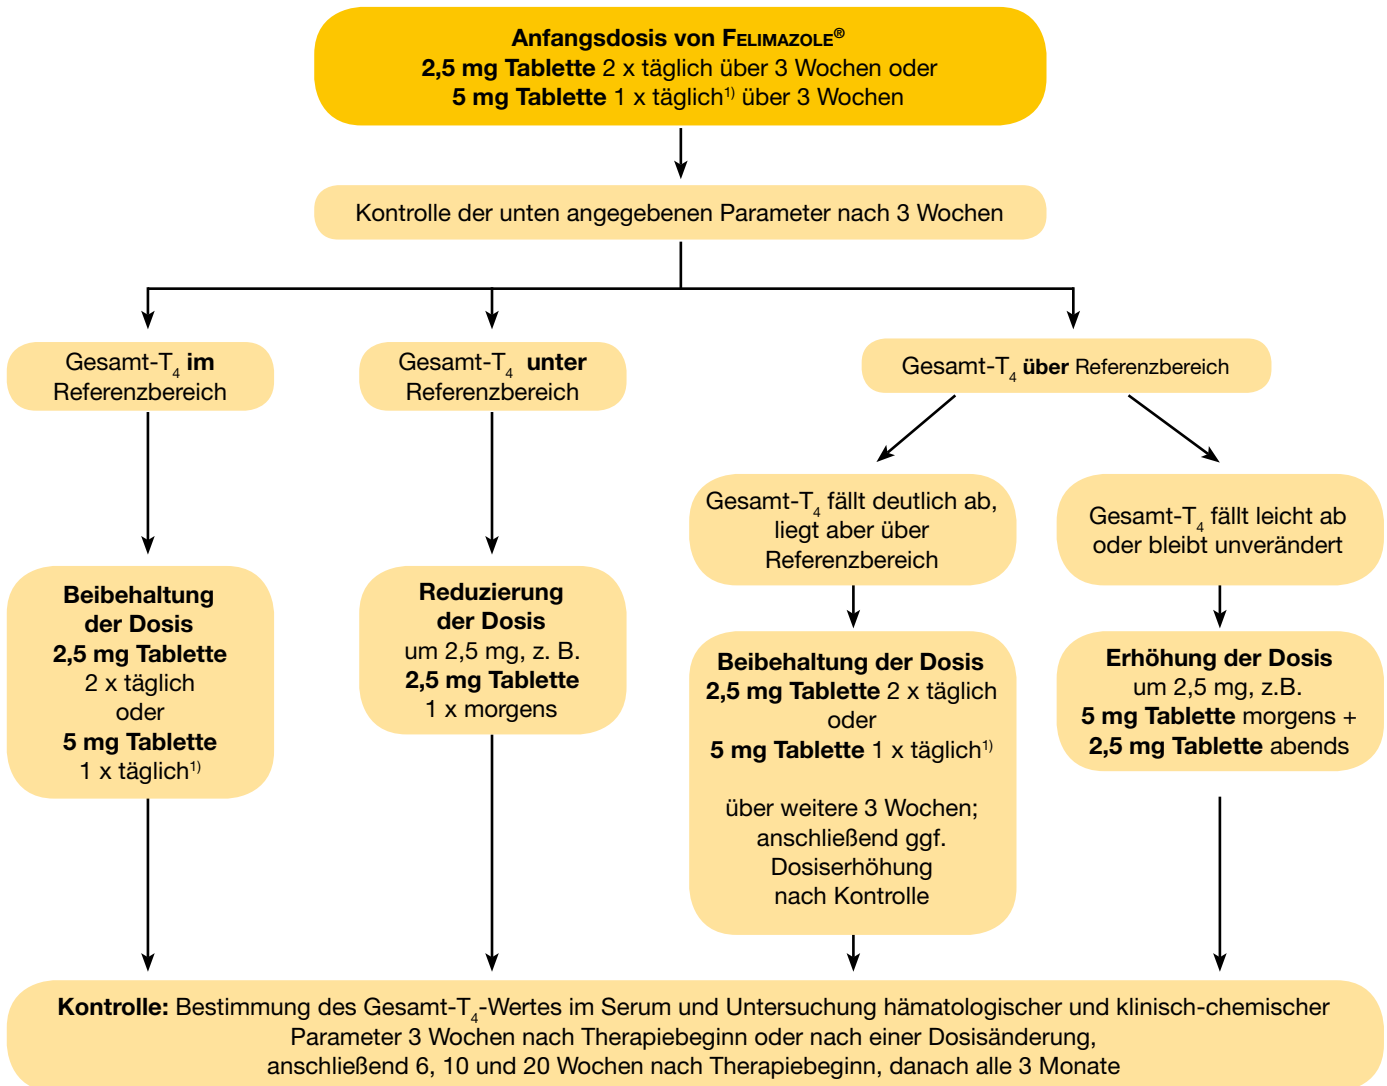 Anfangsdosis von FELIMAZOLE®
2,5 mg Tablette 2 x täglich über 3 Wochen oder
5 mg Tablette 1 x täglich¹⁾ über 3 Wochen
Kontrolle der unten angegebenen Parameter nach 3 Wochen
Gesamt-T₄ im
Referenzbereich
Gesamt-T₄ unter
Referenzbereich
Gesamt-T₄ über Referenzbereich
Gesamt-T₄ fällt deutlich ab,
liegt aber über
Referenzbereich
Gesamt-T₄ fällt leicht ab
oder bleibt unverändert
Beibehaltung
der Dosis
2,5 mg Tablette
2 x täglich
oder
5 mg Tablette
1 x täglich¹⁾
Reduzierung
der Dosis
um 2,5 mg, z. B.
2,5 mg Tablette
1 x morgens
Beibehaltung der Dosis
2,5 mg Tablette 2 x täglich
oder
5 mg Tablette 1 x täglich¹⁾
über weitere 3 Wochen;
anschließend ggf.
Dosiserhöhung
nach Kontrolle
Erhöhung der Dosis
um 2,5 mg, z.B.
5 mg Tablette morgens +
2,5 mg Tablette abends
Kontrolle: Bestimmung des Gesamt-T₄-Wertes im Serum und Untersuchung hämatologischer und klinisch-chemischer
Parameter 3 Wochen nach Therapiebeginn oder nach einer Dosisänderung,
anschließend 6, 10 und 20 Wochen nach Therapiebeginn, danach alle 3 Monate